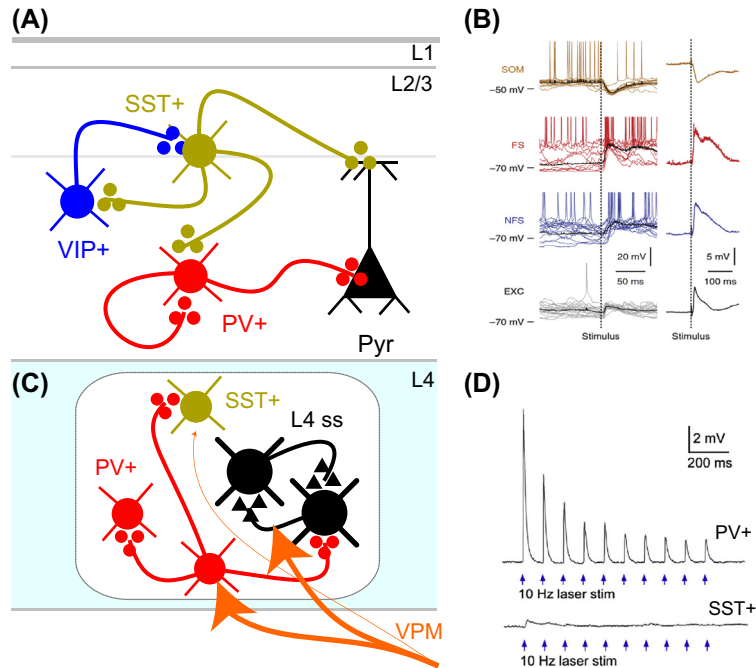 (A)
L1
L2/3
SST+
VIP+
PV+
Pyr
(B)
SOM
−50 mV
FS
−70 mV
NFS
−70 mV
20 mV
5 mV
50 ms
100 ms
EXC
−70 mV
Stimulus
Stimulus
(C)
L4
SST+
L4 ss
PV+
VPM
(D)
2 mV
200 ms
PV+
10 Hz laser stim
SST+
10 Hz laser stim